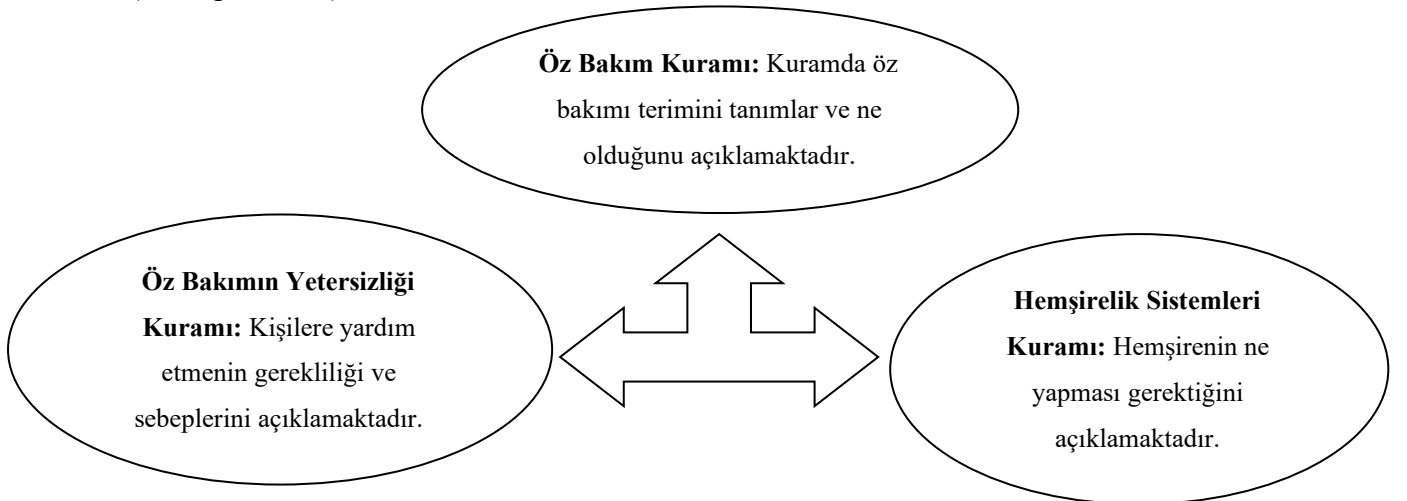 Öz Bakım Kuramı: Kuramda öz
bakımı terimini tanımlar ve ne
olduğunu açıklamaktadır.
Öz Bakımın Yetersizliği
Kuramı: Kişilere yardım
etmenin gerekliliği ve
sebeplerini açıklamaktadır.
Hemşirelik Sistemleri
Kuramı: Hemşirenin ne
yapması gerektiğini
açıklamaktadır.